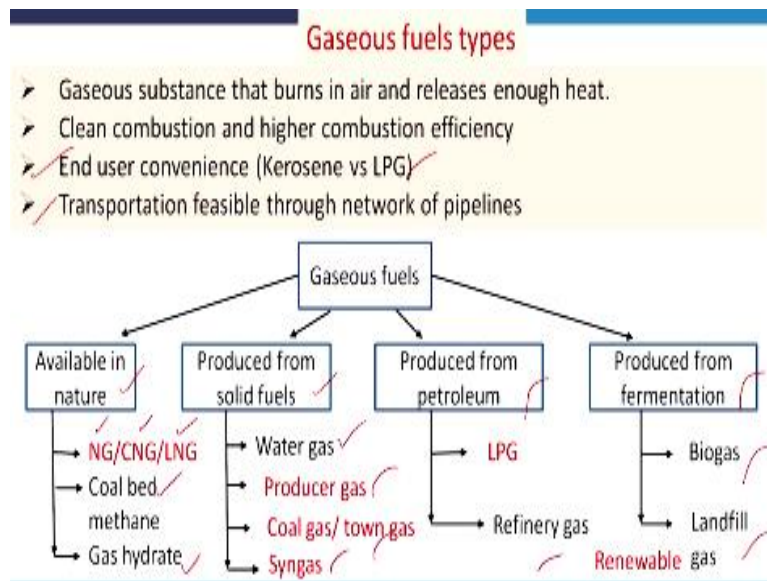 Gaseous fuels types
Gaseous substance that burns in air and releases enough heat.
Clean combustion and higher combustion efficiency
End user convenience (Kerosene vs LPG)
Transportation feasible through network of pipelines
Gaseous fuels
Available in
nature
NG/CNG/LNG
Coal bed
methane
Gas hydrate
Produced from
solid fuels
Water gas
Producer gas
Coal gas/ town gas
Syngas
Produced from
petroleum
LPG
Refinery gas
Produced from
fermentation
Biogas
Landfill
Renewable gas